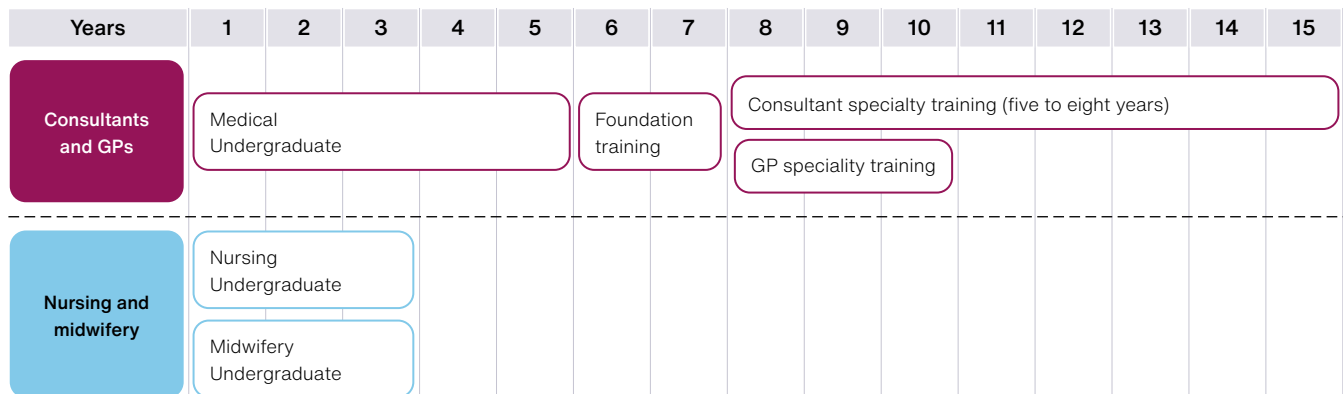 Years 1 2 3 4 5 6 7 8 9 10 11 12 13 14 15
Consultants
and GPs
Medical
Undergraduate
Foundation
training
Consultant specialty training (five to eight years)
GP speciality training
Nursing and
midwifery
Nursing
Undergraduate
Midwifery
Undergraduate